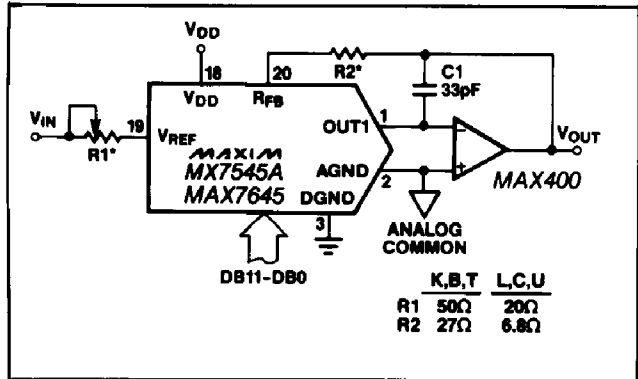 VDD
18
20
R2*
C1
33pF
VDD
RFB
VIN
R1*
19
VREF
OUT1
1
−
+
VOUT
MAXIM
MX7545A
MAX7645
AGND
2
MAX400
DGND
3
ANALOG
COMMON
DB11-DB0
K,B,T L,C,U
R1 50Ω 20Ω
R2 27Ω 6.8Ω